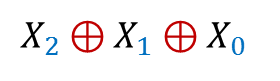 X₂ ⊕ X₁ ⊕ X₀